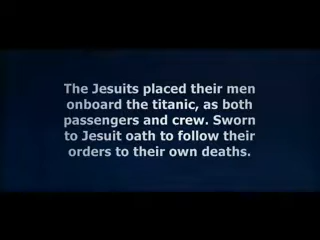 The Jesuits placed their men
onboard the titanic, as both
passengers and crew. Sworn
to Jesuit oath to follow their
orders to their own deaths.